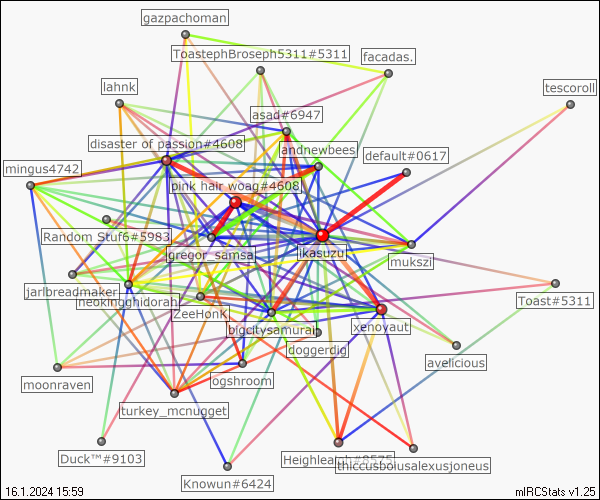 gazpachoman
ToastephBroseph5311#5311
facadas.
lahnk
tescoroll
asad#6947
disaster of passion#4608
andnewbees
default#0617
mingus4742
pink hair woag#4608
Random Stuf6#5983
gregor_samsa
ikasuzu
mukszi
jarlbreadmaker
neokingghidorah
ZeeHonk
Toast#5311
bigcitysamurai
xenoyaut
doggerdig
avelicious
moonraven
ogshroom
turkey_mcnugget
Duck™#9103
Heighleaigh#8575
thiccusboiusalexusjoneus
Knowun#6424
16.1.2024 15:59
mIRCStats v1.25